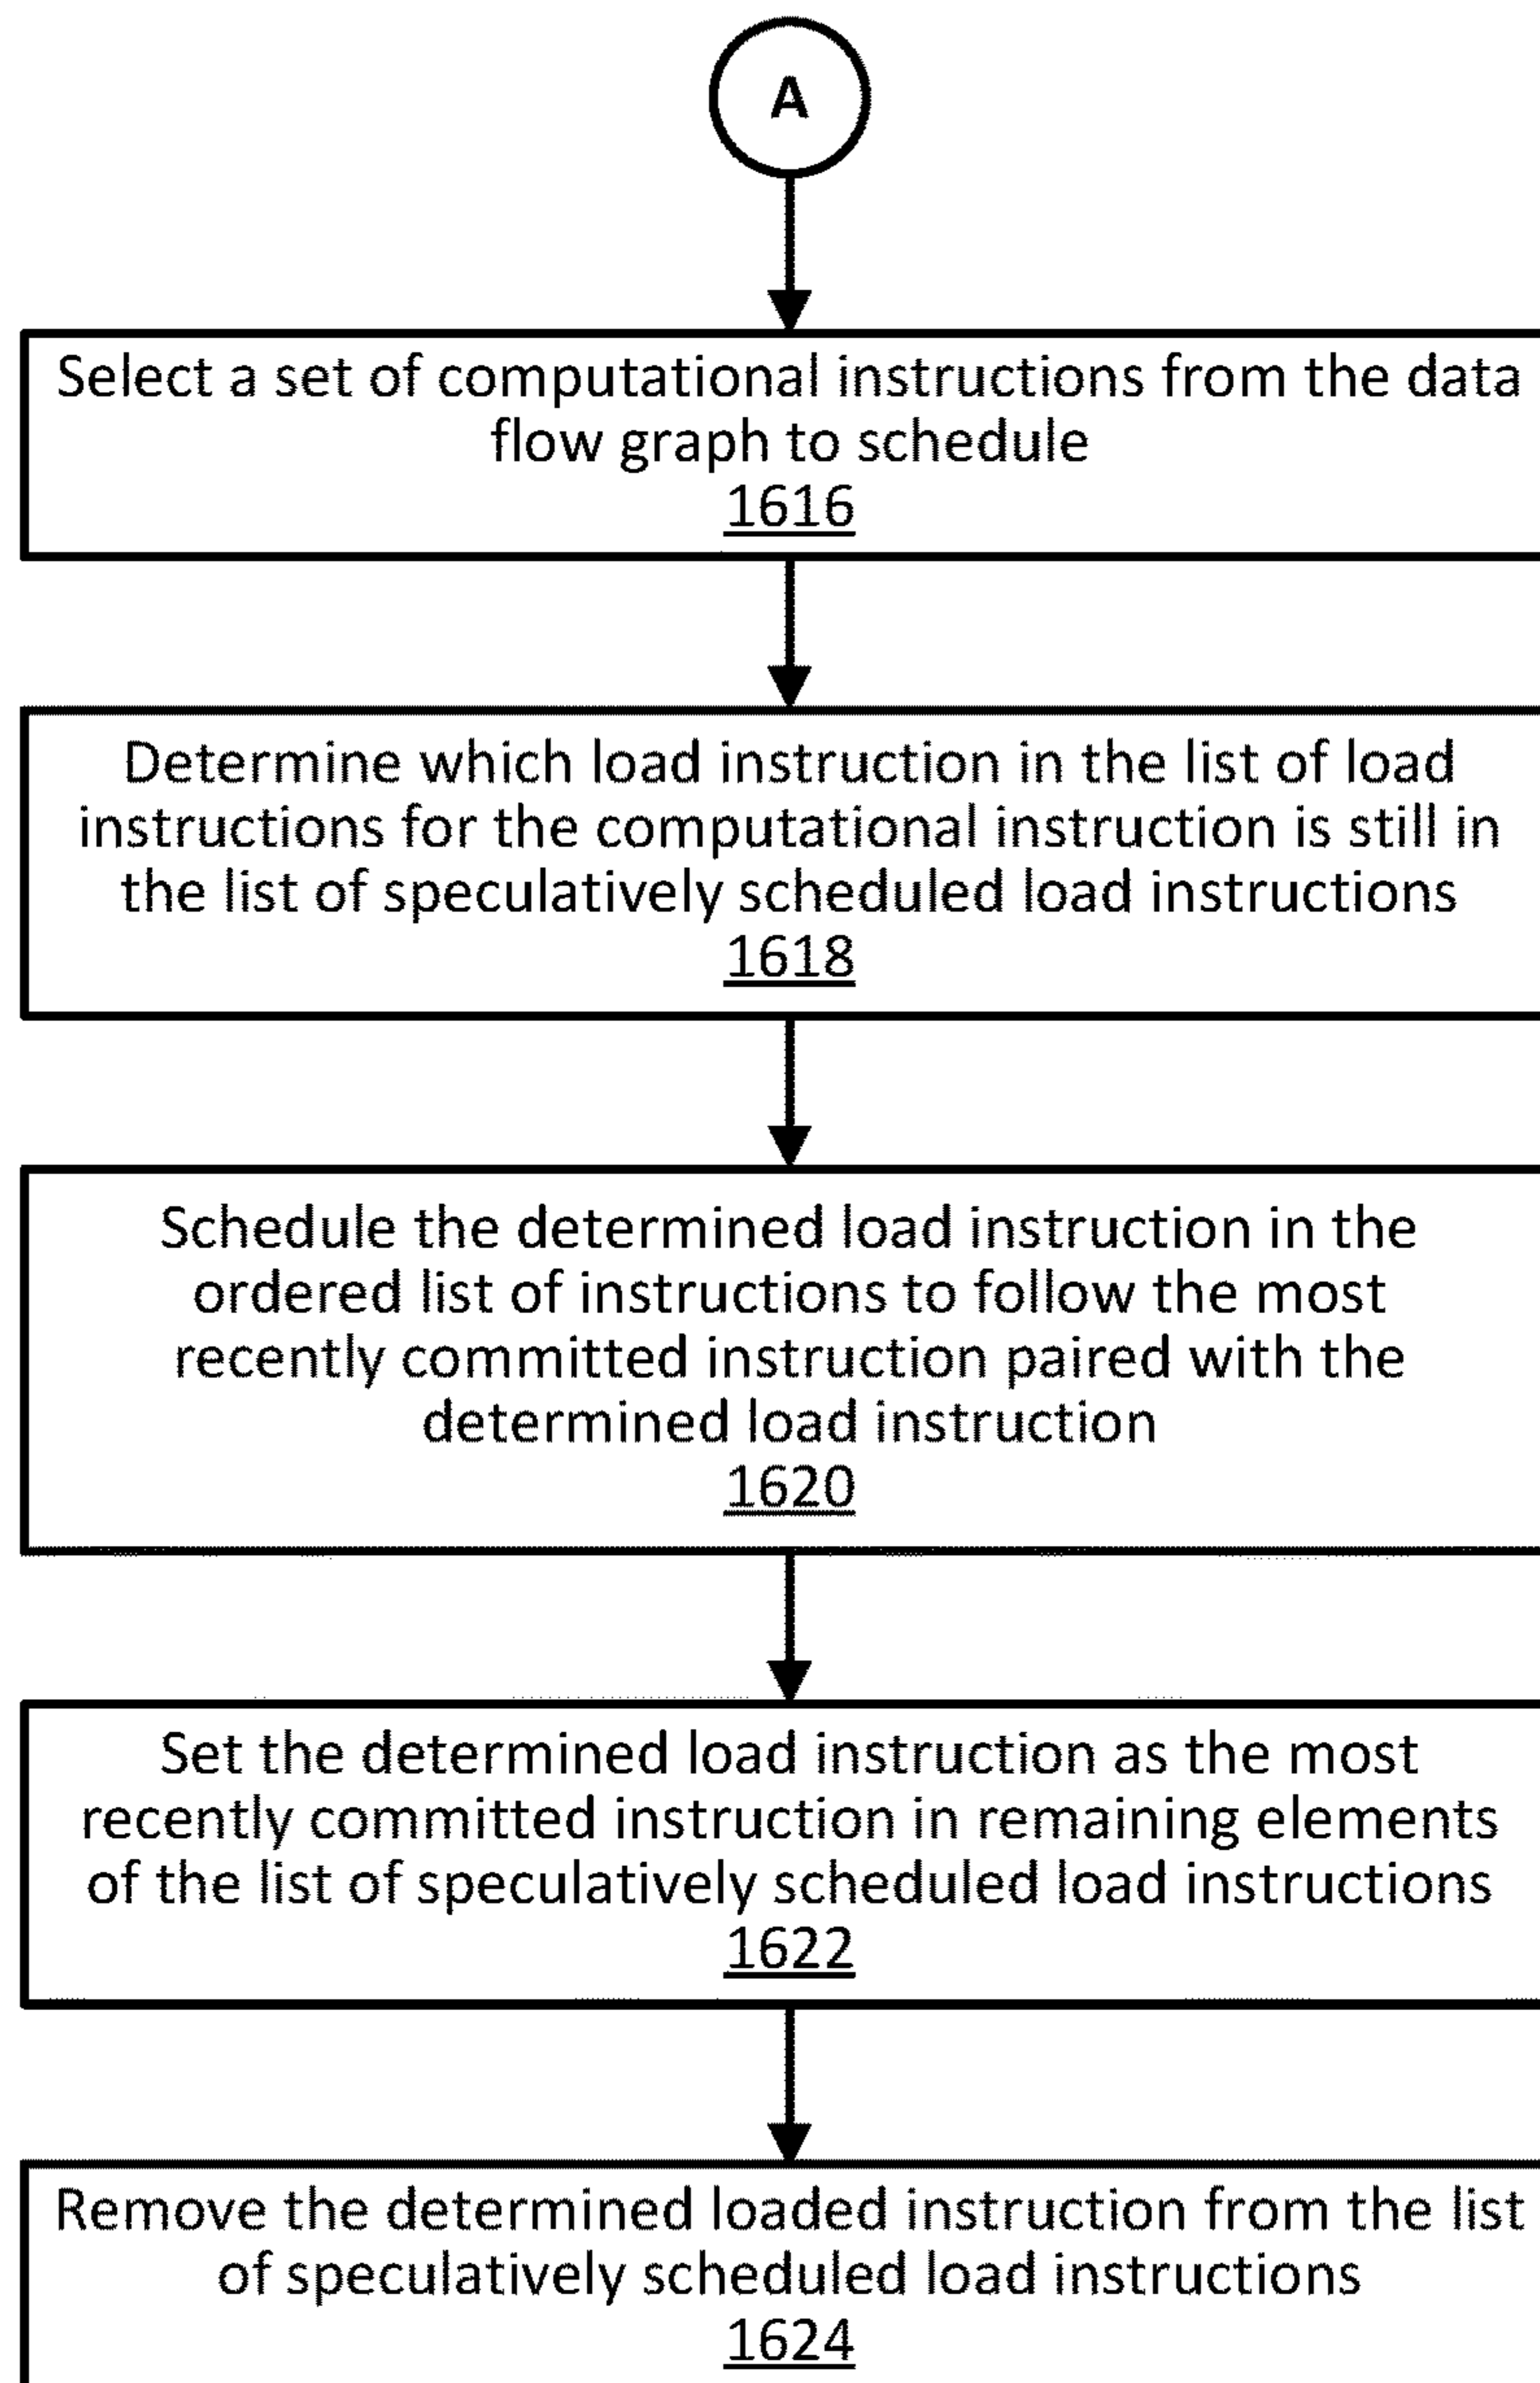 A
Select a set of computational instructions from the data
flow graph to schedule
1616
Determine which load instruction in the list of load
instructions for the computational instruction is still in
the list of speculatively scheduled load instructions
1618
Schedule the determined load instruction in the
ordered list of instructions to follow the most
recently committed instruction paired with the
determined load instruction
1620
Set the determined load instruction as the most
recently committed instruction in remaining elements
of the list of speculatively scheduled load instructions
1622
Remove the determined loaded instruction from the list
of speculatively scheduled load instructions
1624